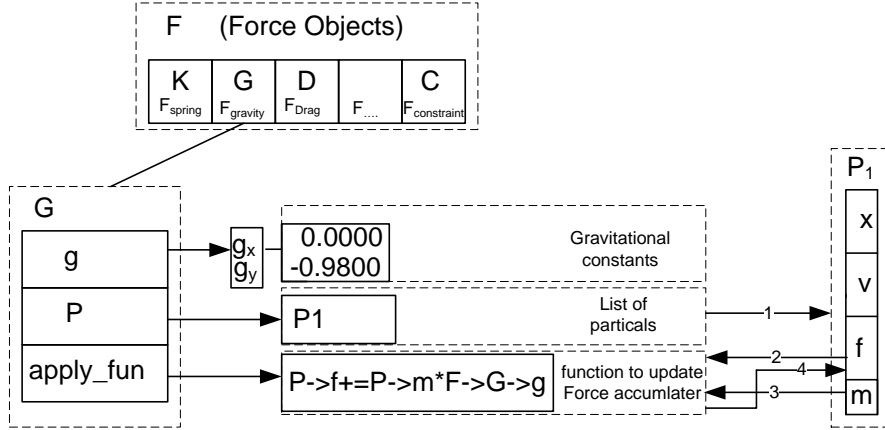 F (Force Objects)
K G D C
Fspring Fgravity FDrag F.... Fconstraint
G
g
P
apply_fun
gx
gy
0.0000
-0.9800
Gravitational
constants
P1
List of
particals
P->f+=P->m*F->G->g
function to update
Force accumlater
1
2
4
3
P1
x
v
f
m